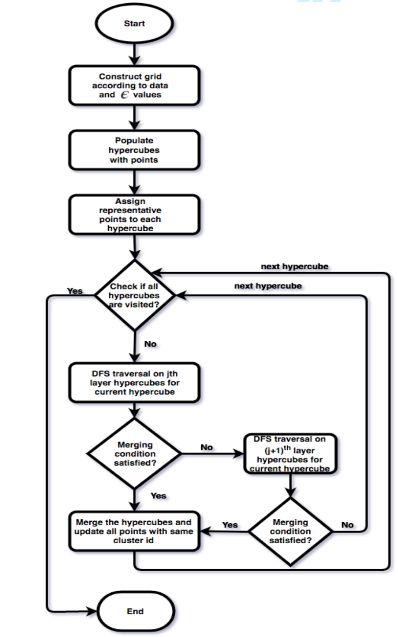 Start
Construct grid
according to data
and ϵ values
Populate
hypercubes
with points
Assign
representative
points to each
hypercube
next hypercube
Yes
Check if all
hypercubes
are visited?
next hypercube
No
DFS traversal on jth
layer hypercubes for
current hypercube
Merging
condition
satisfied?
No
DFS traversal on
(j+1)th layer
hypercubes for
current hypercube
Yes
Merge the hypercubes and
update all points with same
cluster id
Yes
Merging
condition
satisfied?
No
End